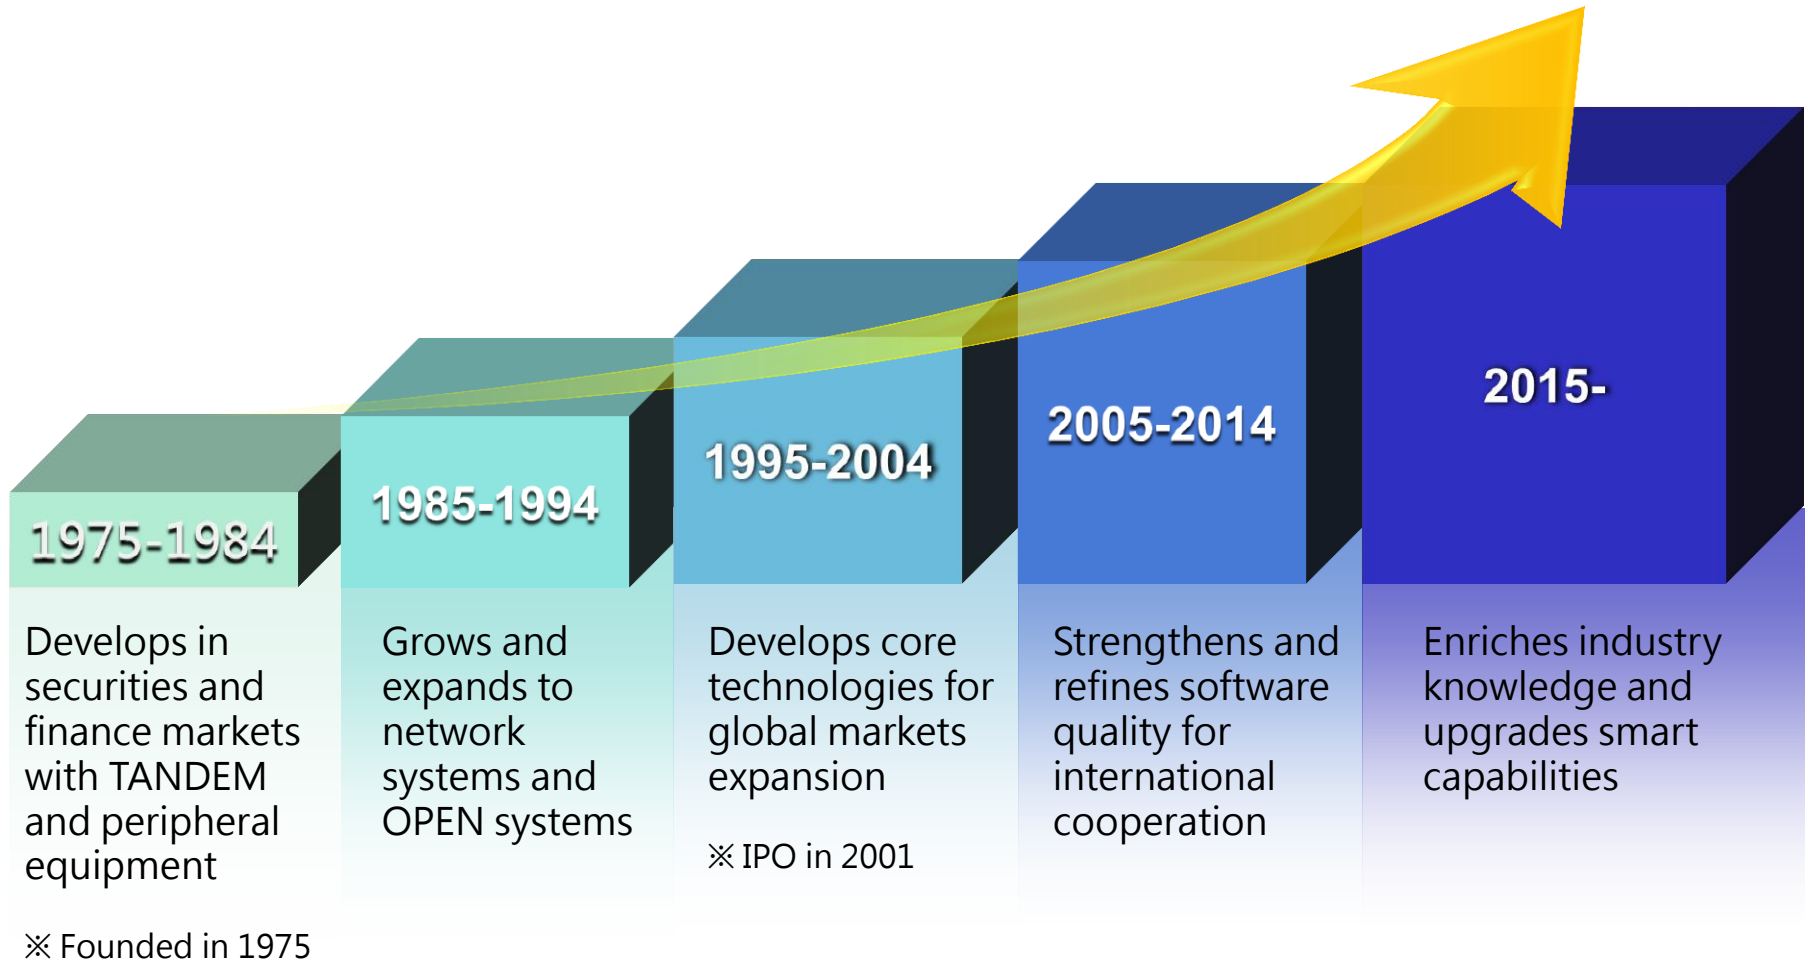 1975-1984
Develops in
securities and
finance markets
with TANDEM
and peripheral
equipment
※ Founded in 1975
1985-1994
Grows and
expands to
network
systems and
OPEN systems
1995-2004
Develops core
technologies for
global markets
expansion
※ IPO in 2001
2005-2014
Strengthens and
refines software
quality for
international
cooperation
2015-
Enriches industry
knowledge and
upgrades smart
capabilities